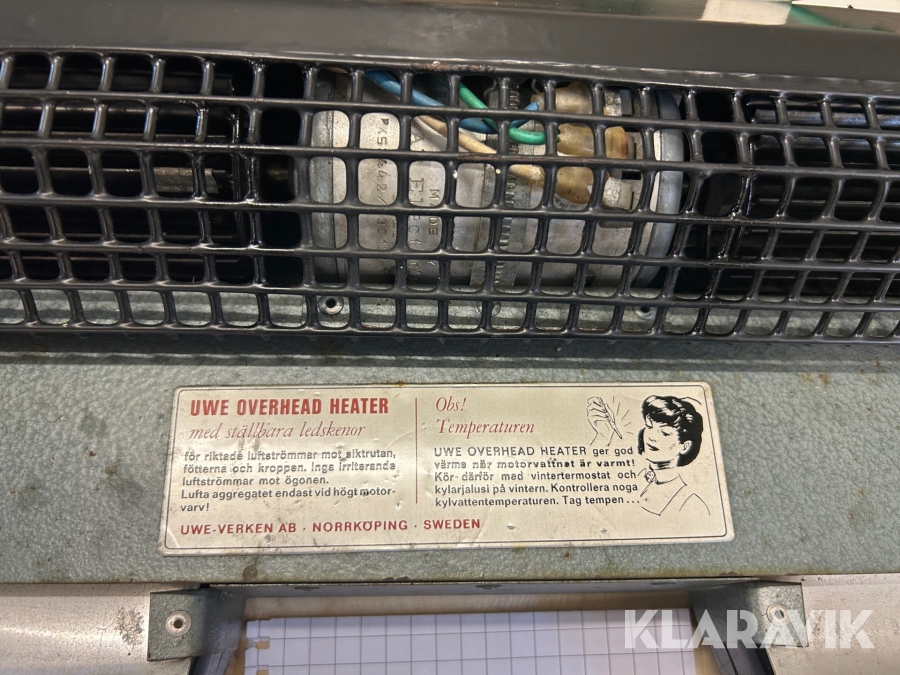 UWE OVERHEAD HEATER
med ställbara ledskenor
för riktade luftströmmar mot siktrutan,
fötterna och kroppen. Inga irriterande
luftströmmar mot ögonen.
Lufta aggregatet endast vid högt motor-
varv!
Obs!
Temperaturen
UWE OVERHEAD HEATER ger god
värme när motorvattnet är varmt!
Kör därför med vintertermostat och
kylarjalusi på vintern. Kontrollera noga
kylvattentemperaturen. Tag tempen...
UWE-VERKEN AB · NORRKÖPING · SWEDEN
KLARAVIK